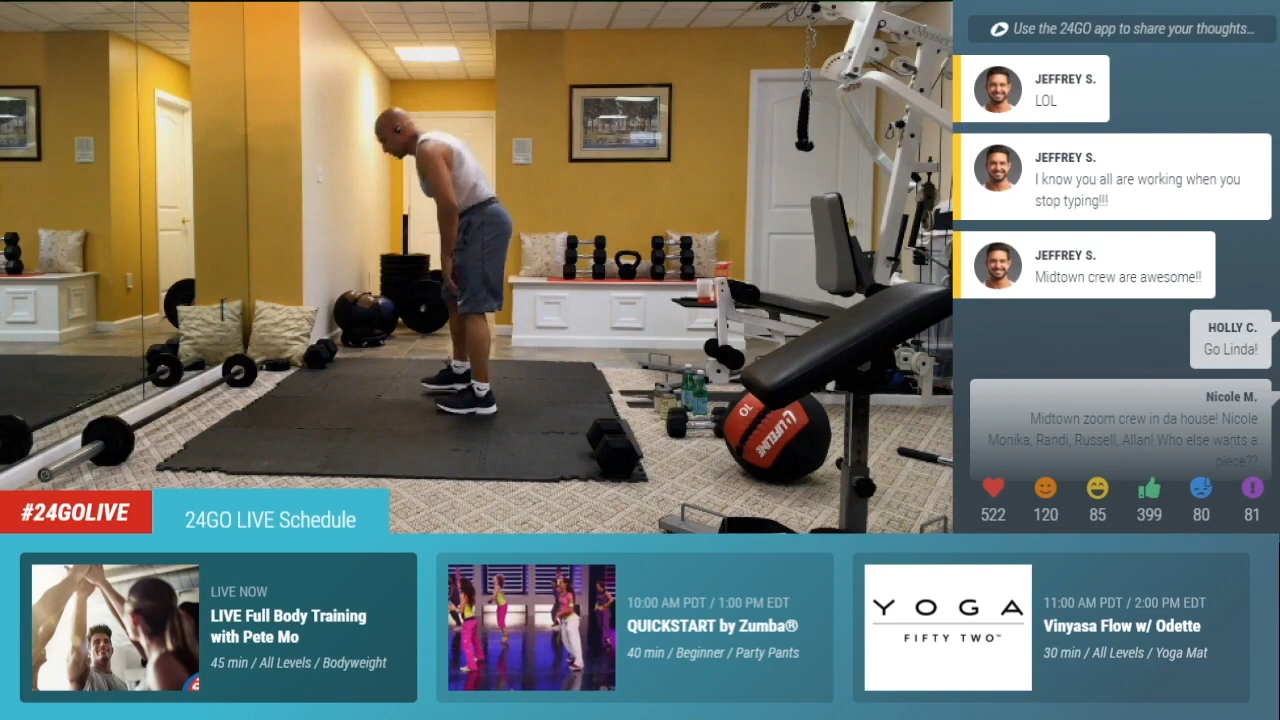 Odyssey
Use the 24GO app to share your thoughts...
JEFFREY S.
LOL
JEFFREY S.
I know you all are working when you
stop typing!!!
JEFFREY S.
Midtown crew are awesome!!
HOLLY C.
Go Linda!
Nicole M.
Midtown zoom crew in da house! Nicole
Monika, Randi, Russell, Allan! Who else wants a
piece??
522 120 85 399 80 81
10
LIFELINE
#24GOLIVE
24GO LIVE Schedule
LIVE NOW
LIVE Full Body Training
with Pete Mo
45 min / All Levels / Bodyweight
10:00 AM PDT / 1:00 PM EDT
QUICKSTART by Zumba®
40 min / Beginner / Party Pants
YOGA
FIFTY TWO™
11:00 AM PDT / 2:00 PM EDT
Vinyasa Flow w/ Odette
30 min / All Levels / Yoga Mat